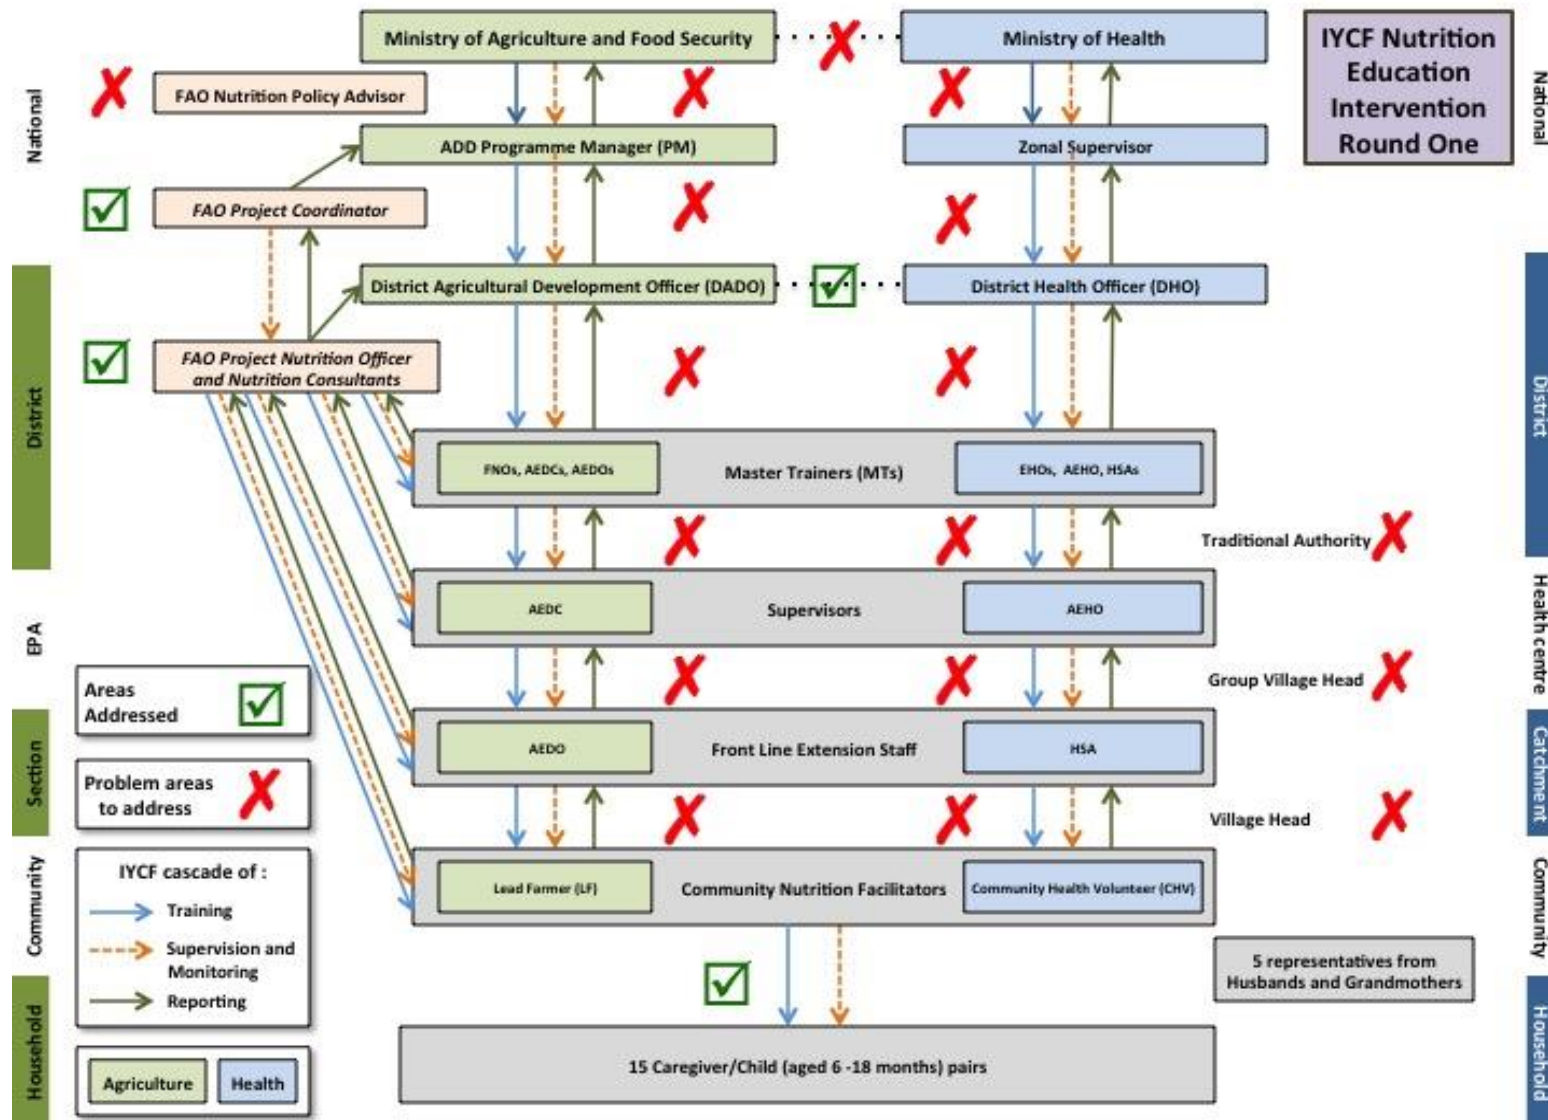 Ministry of Agriculture and Food Security
Ministry of Health
IYCF Nutrition
Education
Intervention
Round One
National
National
FAO Nutrition Policy Advisor
ADD Programme Manager (PM)
Zonal Supervisor
FAO Project Coordinator
District Agricultural Development Officer (DADO)
District Health Officer (DHO)
FAO Project Nutrition Officer
and Nutrition Consultants
District
District
FNOs, AEDCs, AEDOs
Master Trainers (MTs)
EHOs, AEHO, HSAs
Traditional Authority
AEDC
Supervisors
AEHO
EPA
Health centre
Group Village Head
Areas
Addressed
AEDO
Front Line Extension Staff
HSA
Section
Catchment
Problem areas
to address
Village Head
IYCF cascade of :
Training
Supervision and
Monitoring
Reporting
Lead Farmer (LF)
Community Nutrition Facilitators
Community Health Volunteer (CHV)
Community
Community
5 representatives from
Husbands and Grandmothers
Household
Household
15 Caregiver/Child (aged 6 -18 months) pairs
Agriculture
Health